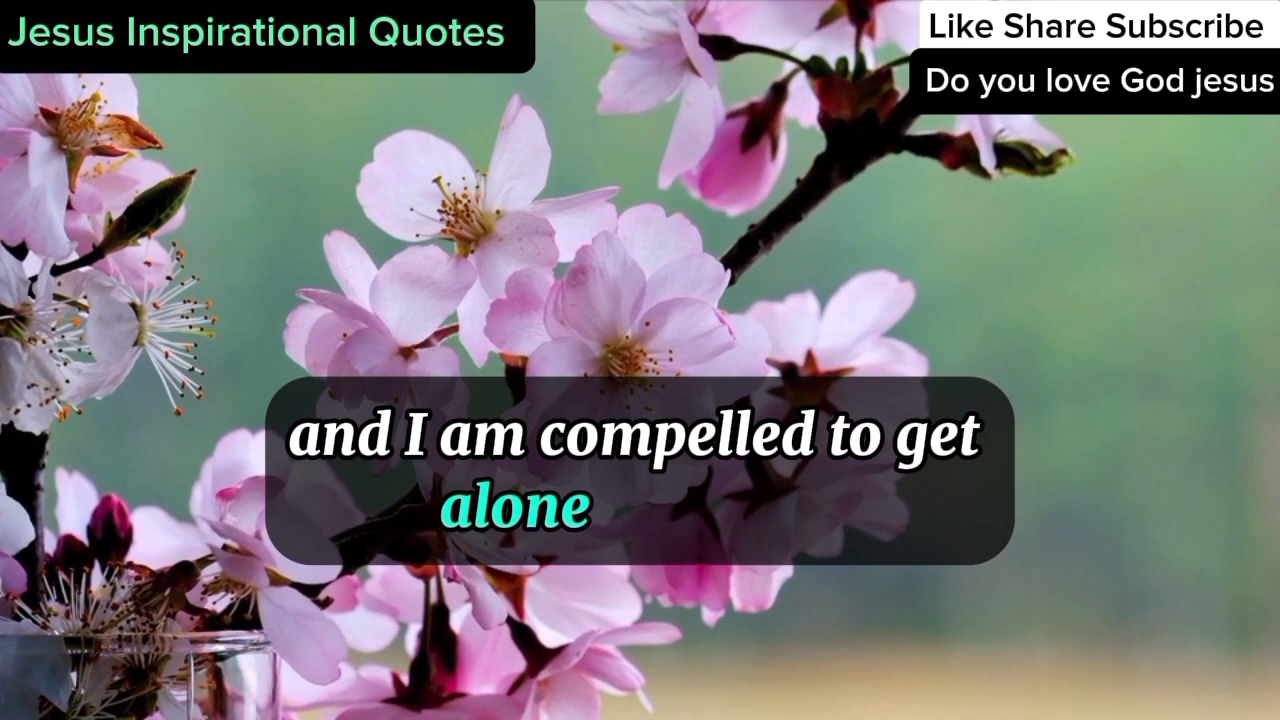 Jesus Inspirational Quotes
Like Share Subscribe
Do you love God jesus
and I am compelled to get
alone